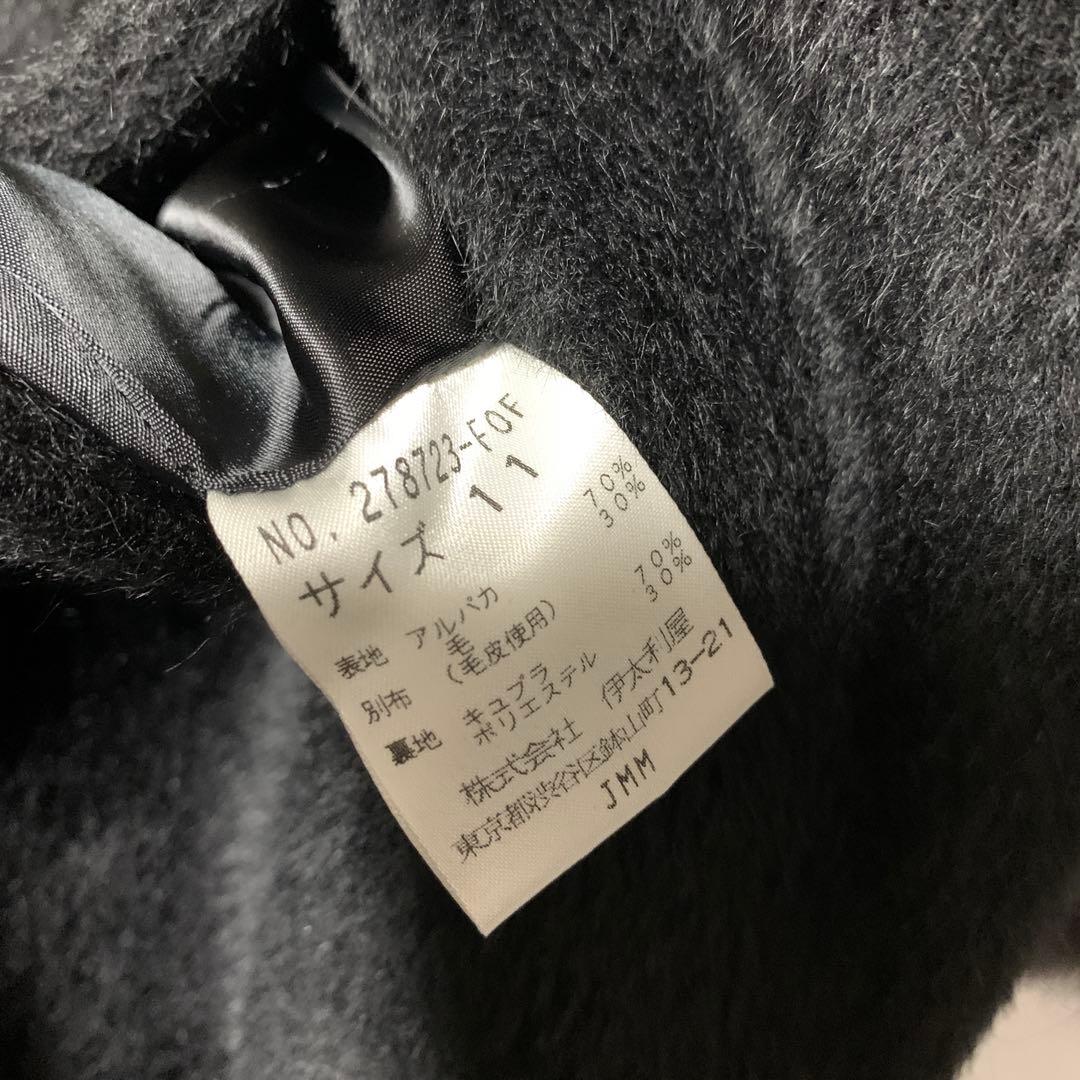 NO. 278723-F0F
サイズ 11
表地 アルパカ 70%
毛 30%
別布 (毛皮使用)
裏地 キュプラ 70%
ポリエステル 30%
株式会社 伊太利屋
東京都渋谷区鉢山町13-21
JMM